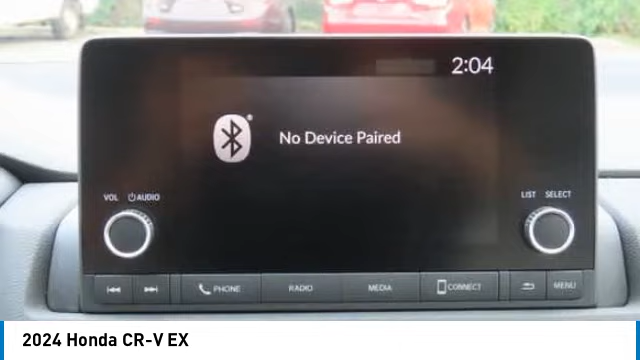 2:04
No Device Paired
VOL AUDIO
LIST SELECT
PHONE RADIO MEDIA CONNECT MENU
2024 Honda CR-V EX